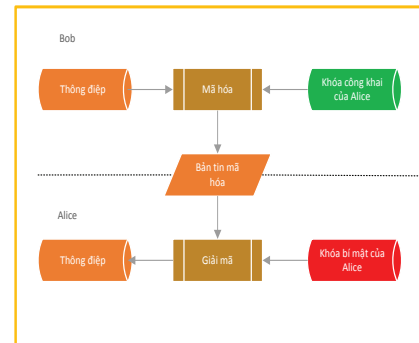 Bob
Thông điệp
Mã hóa
Khóa công khai
của Alice
Bản tin mã
hóa
Alice
Thông điệp
Giải mã
Khóa bí mật của
Alice